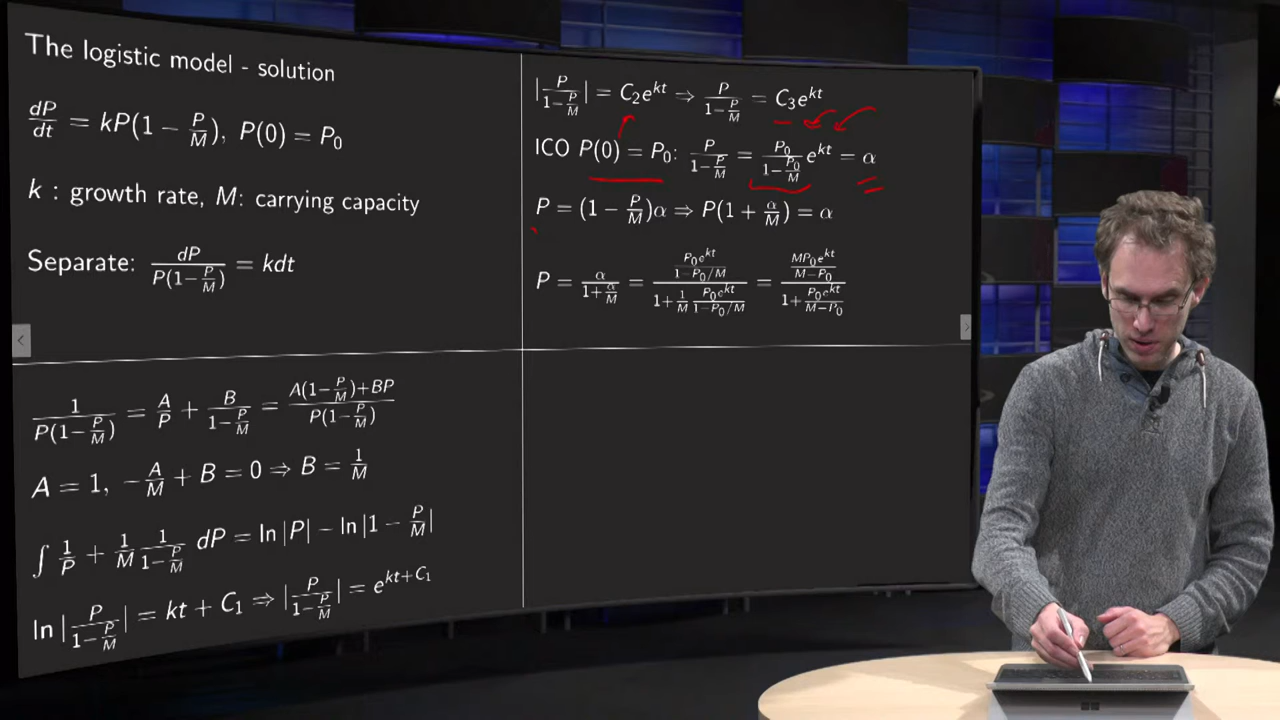 The logistic model - solution
dP/dt = kP(1 − P/M), P(0) = P₀
k : growth rate, M: carrying capacity
Separate: dP/(P(1−P/M)) = kdt
1/(P(1−P/M)) = A/P + B/(1−P/M) = (A(1−P/M)+BP)/(P(1−P/M))
A = 1, −A/M + B = 0 ⇒ B = 1/M
∫ 1/P + 1/M 1/(1−P/M) dP = ln|P| − ln|1 − P/M|
ln|P/(1−P/M)| = kt + C₁ ⇒ |P/(1−P/M)| = e^(kt+C₁)
|P/(1−P/M)| = C₂e^(kt) ⇒ P/(1−P/M) = C₃e^(kt)
ICO P(0) = P₀: P/(1−P/M) = P₀/(1−P₀/M) e^(kt) = α
P = (1 − P/M)α ⇒ P(1 + α/M) = α
P = α/(1+α/M) = (P₀e^(kt)/(1−P₀/M))/(1+1/M P₀e^(kt)/(1−P₀/M)) = (MP₀e^(kt)/(M−P₀))/(1+P₀e^(kt)/(M−P₀))